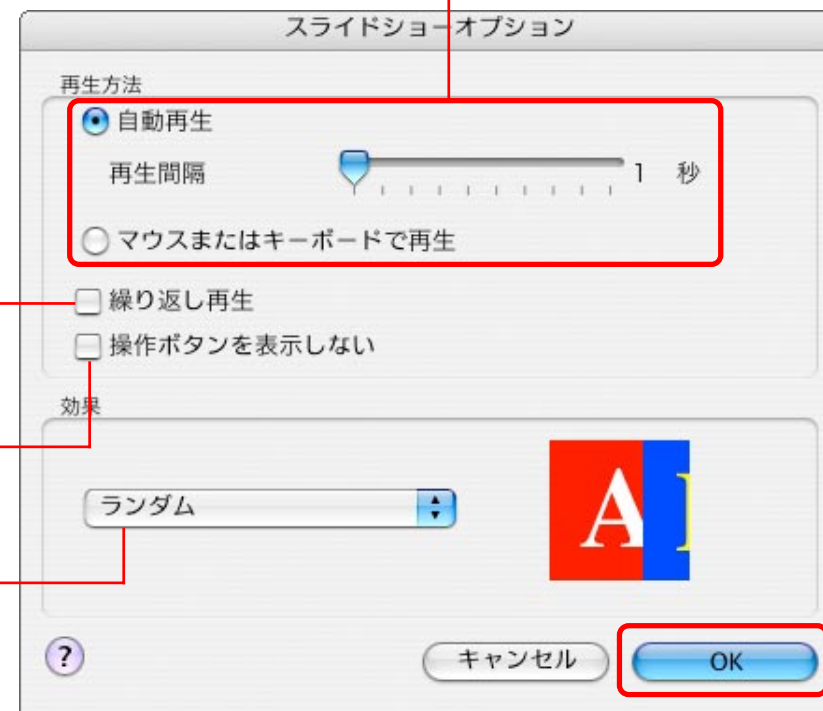 スライドショーオプション
再生方法
自動再生
再生間隔 1 秒
マウスまたはキーボードで再生
繰り返し再生
操作ボタンを表示しない
効果
ランダム
A
? キャンセル OK